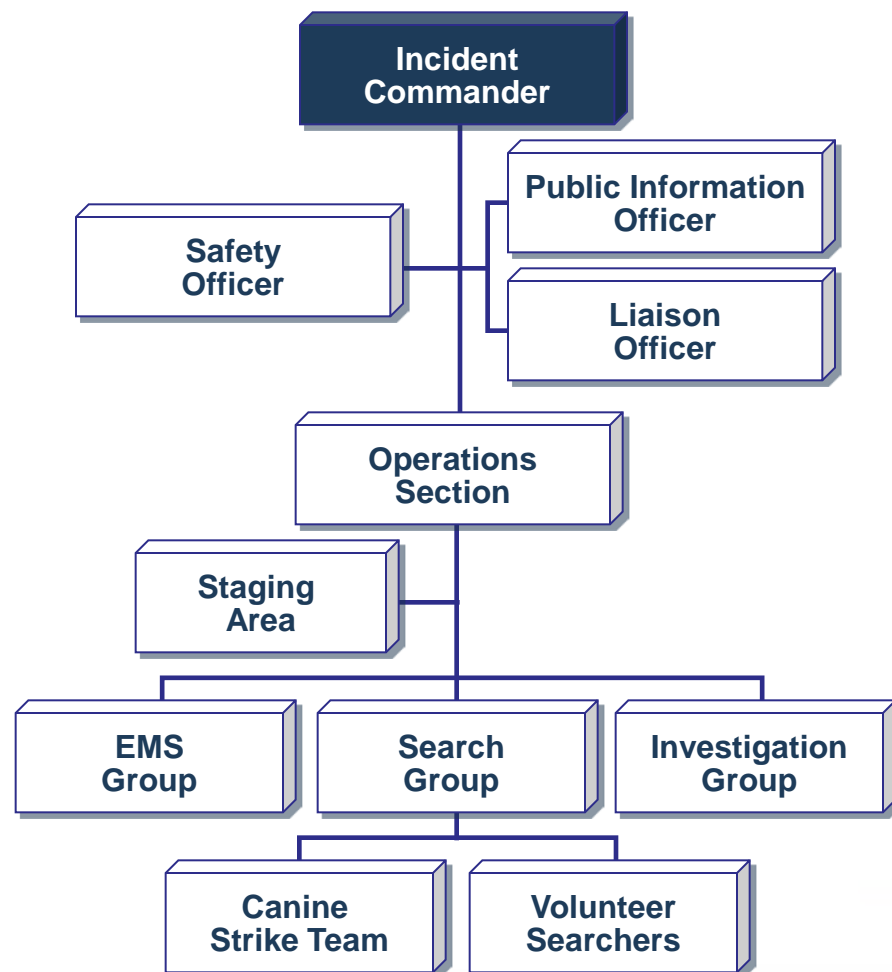 Incident
Commander
Public Information
Officer
Safety
Officer
Liaison
Officer
Operations
Section
Staging
Area
EMS
Group
Search
Group
Investigation
Group
Canine
Strike Team
Volunteer
Searchers